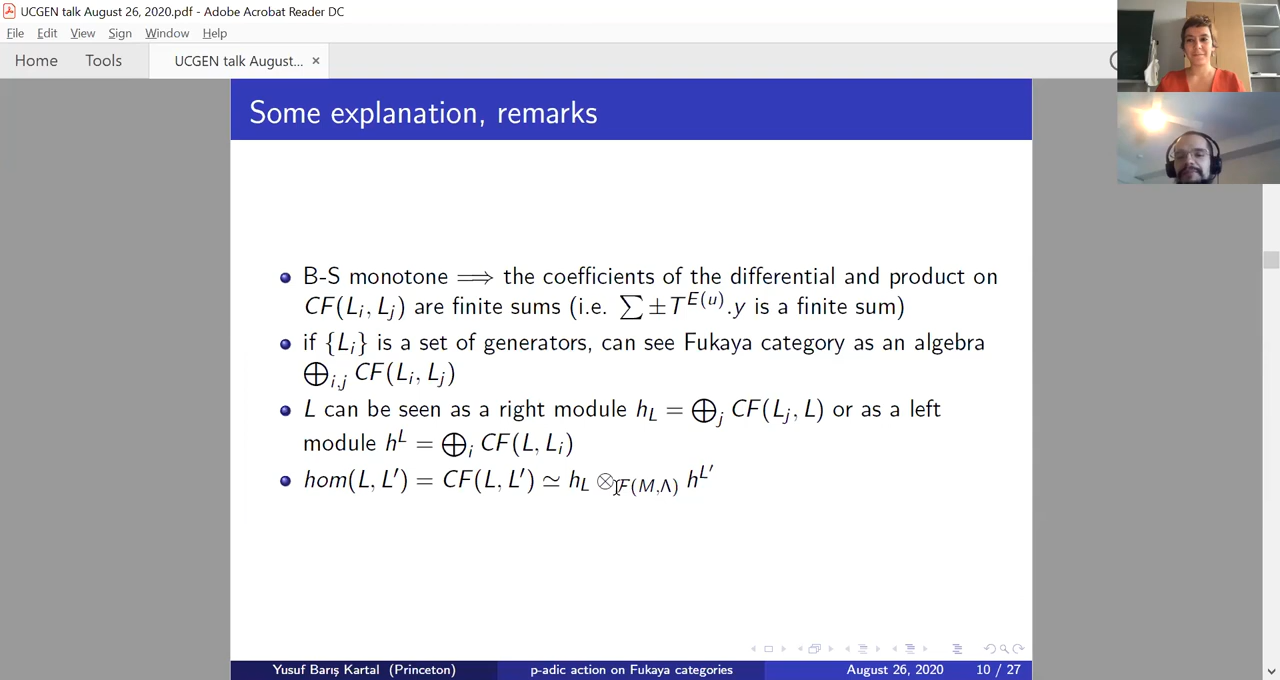 UCGEN talk August 26, 2020.pdf - Adobe Acrobat Reader DC
File Edit View Sign Window Help
Home Tools UCGEN talk August... ×
Some explanation, remarks
B-S monotone ⟹ the coefficients of the differential and product on
CF(L_i, L_j) are finite sums (i.e. ∑ ±T^{E(u)}.y is a finite sum)
if {L_i} is a set of generators, can see Fukaya category as an algebra
⊕_{i,j} CF(L_i, L_j)
L can be seen as a right module h_L = ⊕_j CF(L_j, L) or as a left
module h^L = ⊕_i CF(L, L_i)
hom(L, L′) = CF(L, L′) ≃ h_L ⊗_{F(M,Λ)} h^{L′}
Yusuf Barış Kartal (Princeton) p-adic action on Fukaya categories August 26, 2020 10 / 27